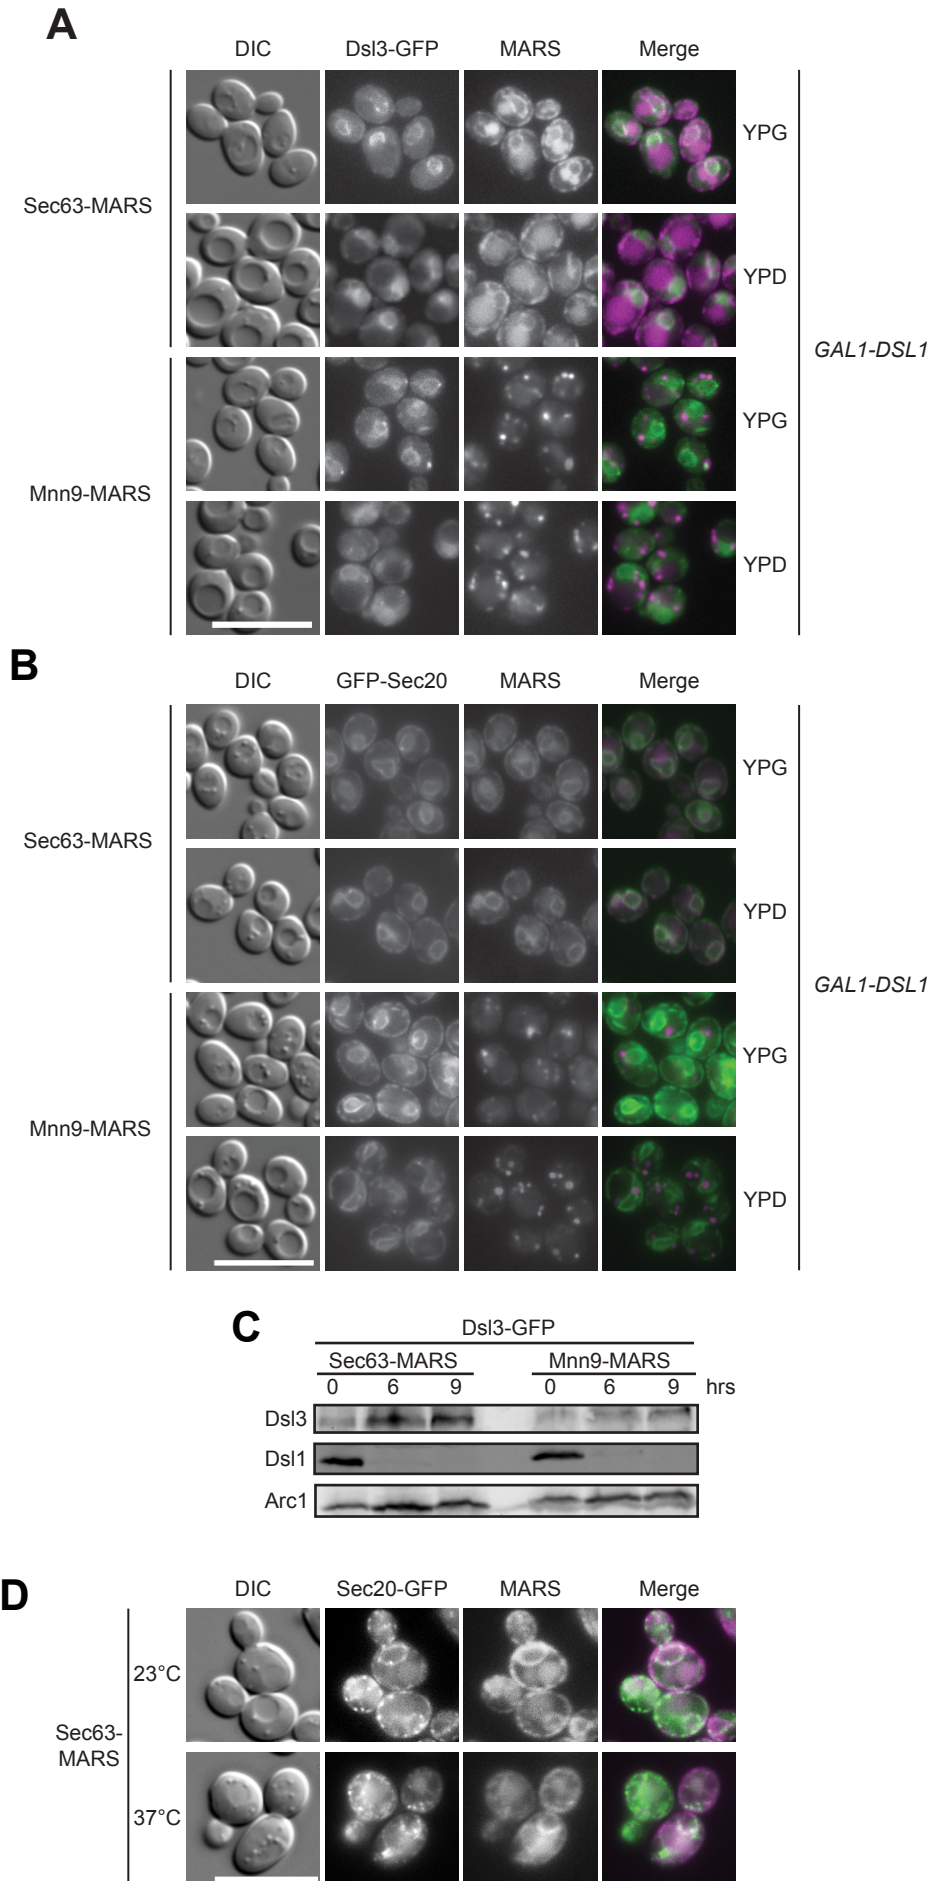 A
DIC Dsl3-GFP MARS Merge
YPG
Sec63-MARS
YPD
GAL1-DSL1
YPG
Mnn9-MARS
YPD
B
DIC GFP-Sec20 MARS Merge
YPG
Sec63-MARS
YPD
GAL1-DSL1
YPG
Mnn9-MARS
YPD
C
Dsl3-GFP
Sec63-MARS Mnn9-MARS
0 6 9 0 6 9 hrs
Dsl3
Dsl1
Arc1
D
DIC Sec20-GFP MARS Merge
23°C
Sec63-
MARS
37°C